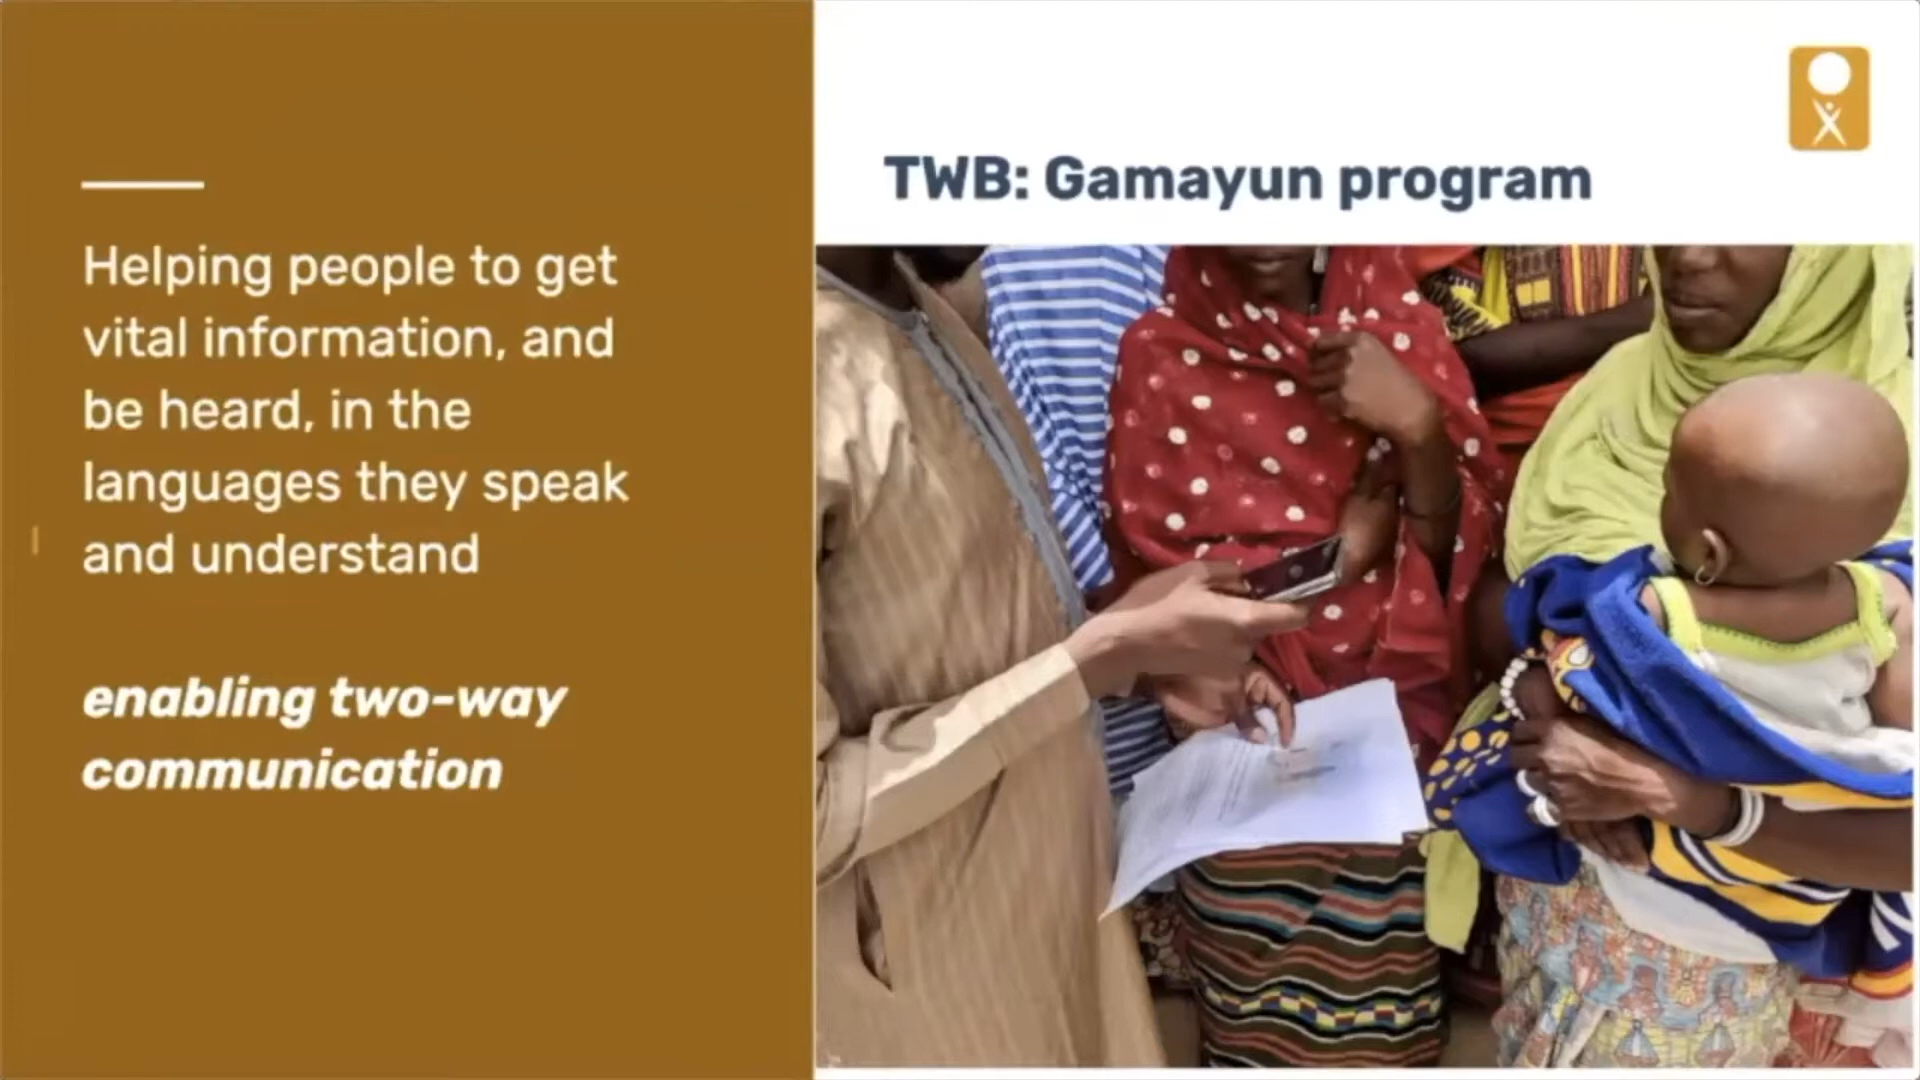 TWB: Gamayun program
Helping people to get
vital information, and
be heard, in the
languages they speak
and understand
enabling two-way
communication